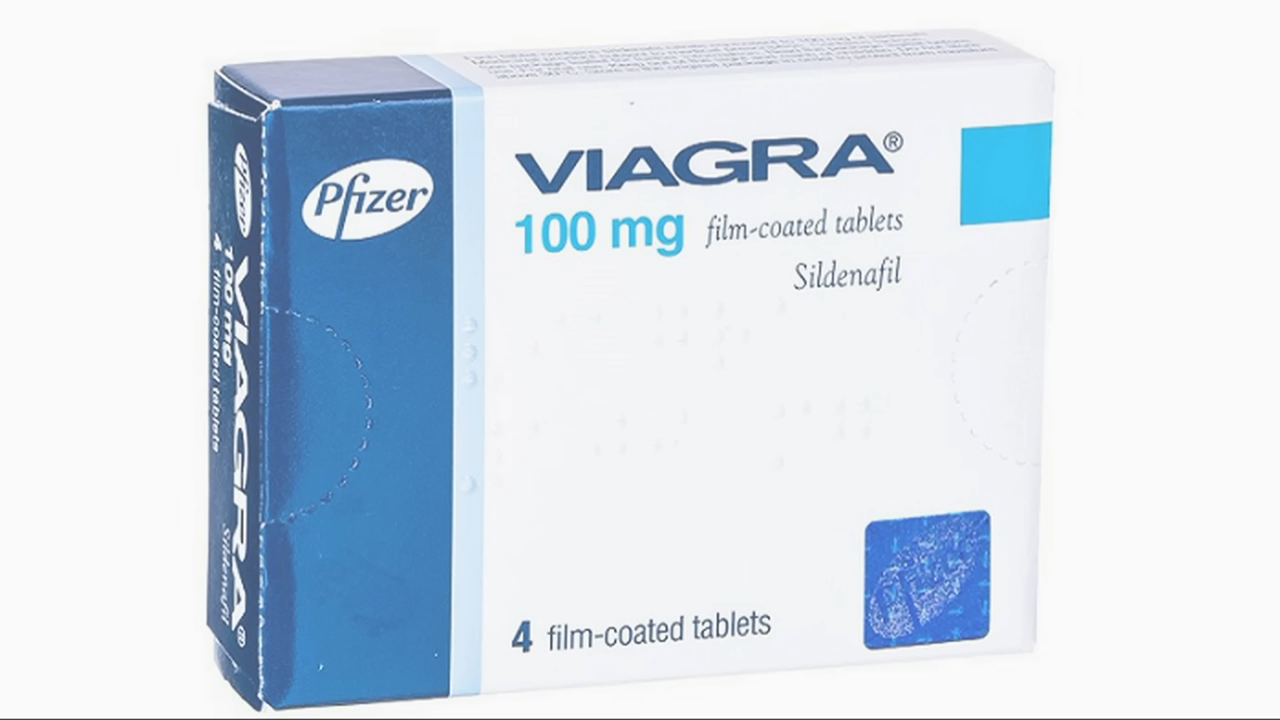 Pfizer
VIAGRA®
100 mg film-coated tablets
Sildenafil
4 film-coated tablets
Pfizer
VIAGRA®
100 mg
4 film-coated tablets
Sildenafil